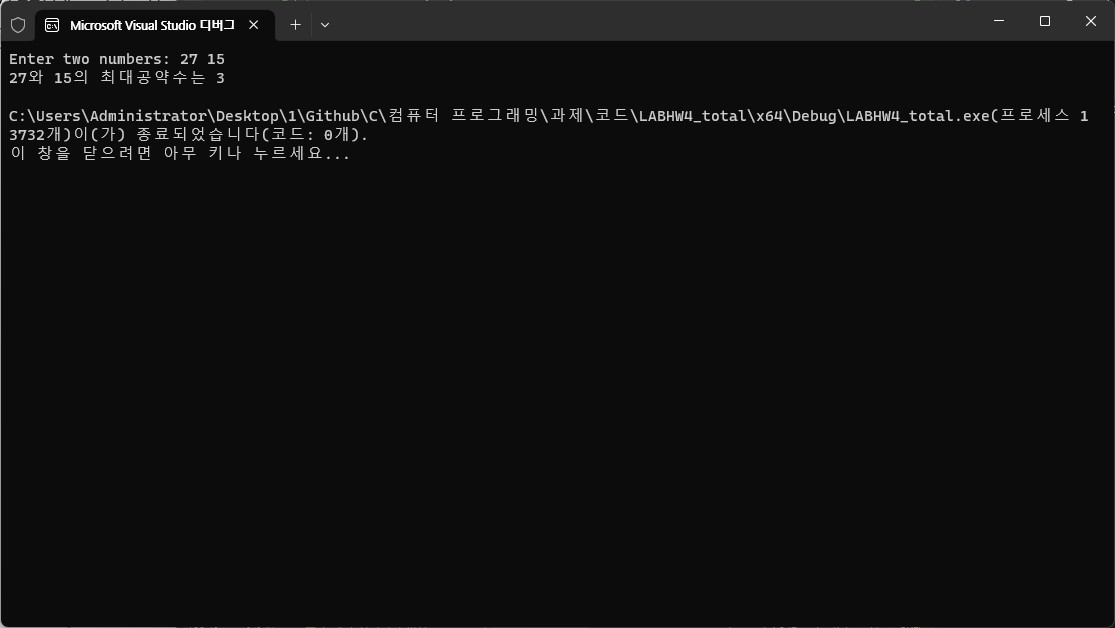 Microsoft Visual Studio 디버그
Enter two numbers: 27 15
27와 15의 최대공약수는 3
C:\Users\Administrator\Desktop\1\Github\C\컴퓨터 프로그래밍\과제\코드\LABHW4_total\x64\Debug\LABHW4_total.exe(프로세스 1
3732개)이(가) 종료되었습니다(코드: 0개).
이 창을 닫으려면 아무 키나 누르세요...